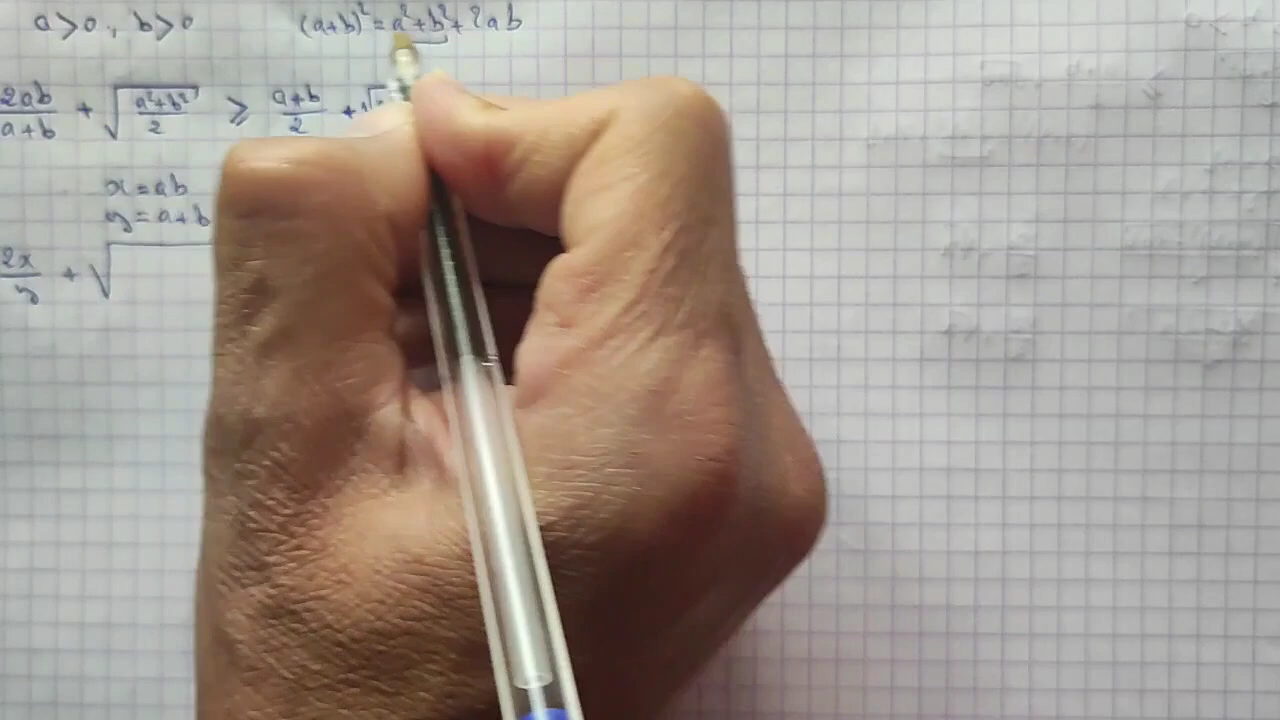 a>0, b>0 (a+b)² = a²+b²+2ab
2ab/a+b + √a²+b²/2 ⩾ a+b/2 + √
x = ab
y = a+b
2x/y + √